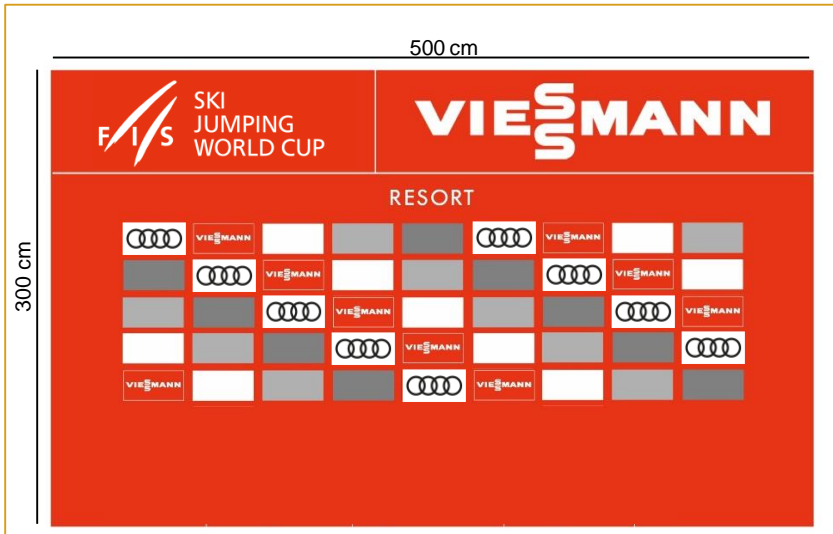 500 cm
300 cm
FIS
SKI
JUMPING
WORLD CUP
VIESSMANN
RESORT
VIESSMANN VIESSMANN
VIESSMANN VIESSMANN
VIESSMANN VIESSMANN
VIESSMANN
VIESSMANN VIESSMANN